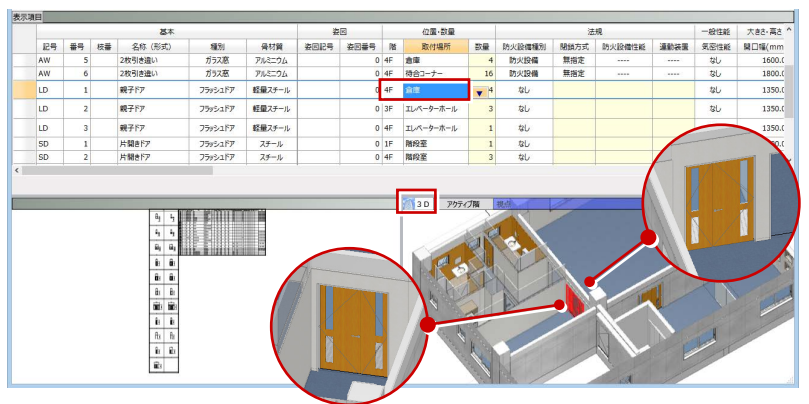 表示項目
基本 姿図 位置・数量 法規 一般性能 大きさ・高さ
記号 番号 枝番 名称（形式） 種別 骨材質 姿図記号 姿図番号 階 取付場所 数量 防火設備種別 閉鎖方式 防火設備性能 連動装置 気密性能 開口幅(mm
AW 5 2枚引き違い ガラス窓 アルミニウム 0 4F 倉庫 4 防火設備 無指定 ---- ---- なし 1600.0
AW 6 2枚引き違い ガラス窓 アルミニウム 0 4F 待合コーナー 16 防火設備 無指定 ---- ---- なし 1800.0
LD 1 親子ドア フラッシュドア 軽量スチール 0 4F 倉庫 4 なし なし 1350.0
LD 2 親子ドア フラッシュドア 軽量スチール 0 3F エレベーターホール 3 なし なし 1350.0
LD 3 親子ドア フラッシュドア 軽量スチール 0 4F エレベーターホール 1 なし なし 1350.0
SD 1 片開きドア フラッシュドア スチール 0 1F 階段室 1 なし
SD 2 片開きドア フラッシュドア スチール 0 4F 階段室 3 なし
3D アクティブ階 視点